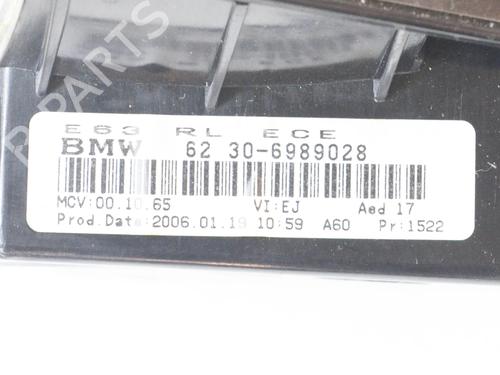 E63 RL ECE
BMW 62 30-6989028
MCV:00.10.65 VI:EJ Aed 17
Prod.Date:2006.01.19 10:59 A60 Pr:1522